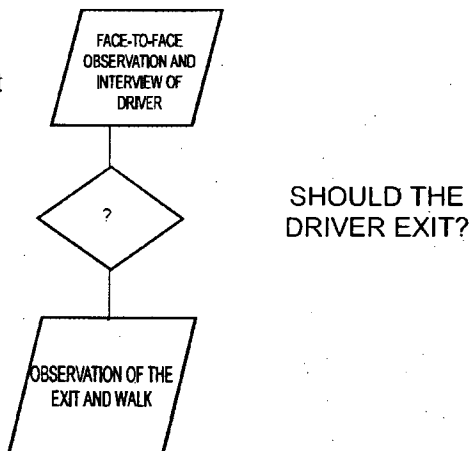 FACE-TO-FACE
OBSERVATION AND
INTERVIEW OF
DRIVER
?
SHOULD THE
DRIVER EXIT?
OBSERVATION OF THE
EXIT AND WALK